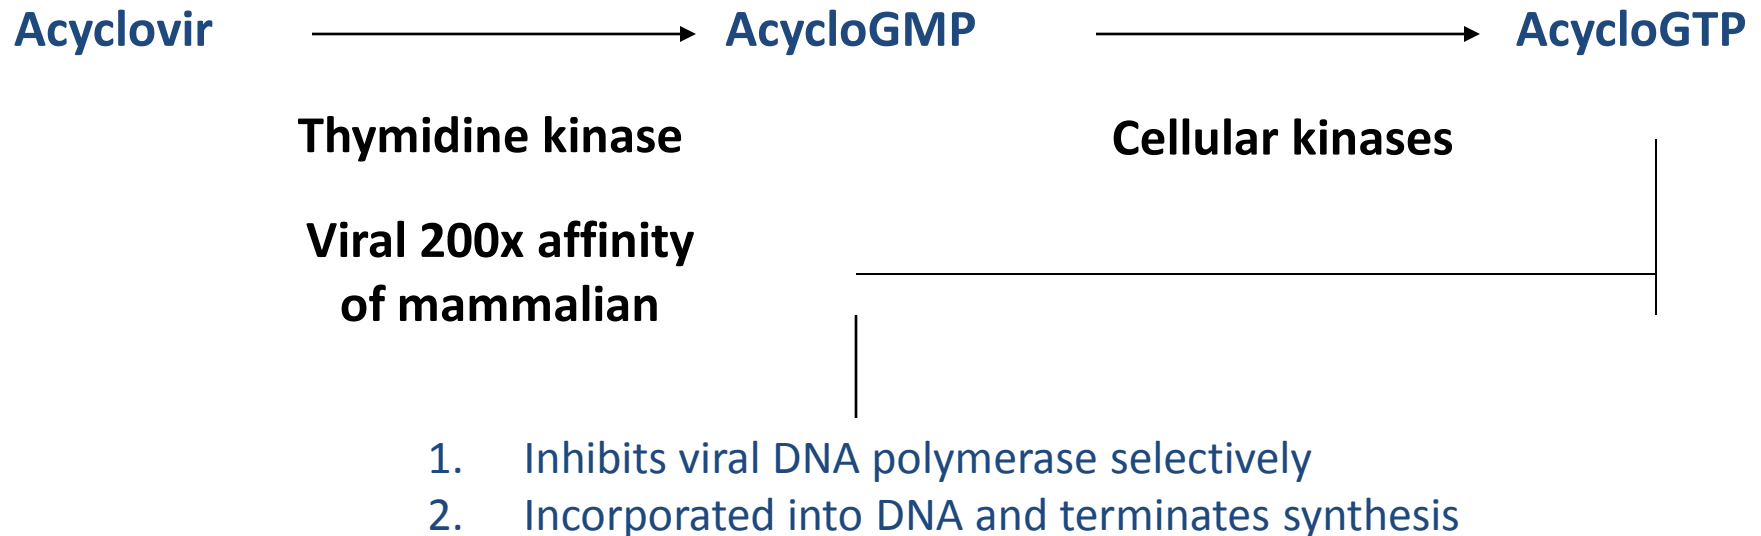 Acyclovir AcycloGMP AcycloGTP
Thymidine kinase Cellular kinases
Viral 200x affinity
of mammalian
1. Inhibits viral DNA polymerase selectively
2. Incorporated into DNA and terminates synthesis